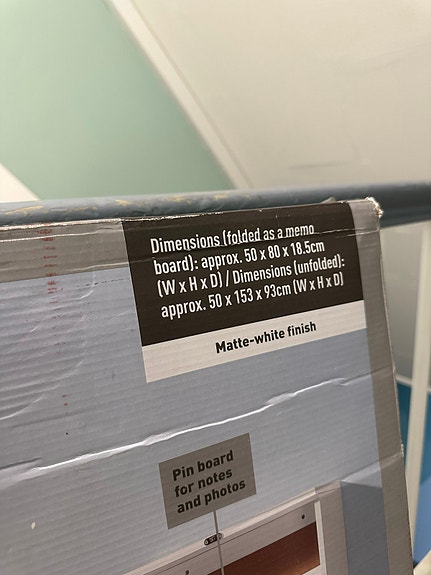 Dimensions (folded as a memo
board): approx. 50 x 80 x 18.5cm
(W x H x D) / Dimensions (unfolded):
approx. 50 x 153 x 93cm (W x H x D)
Matte-white finish
Pin board
for notes
and photos